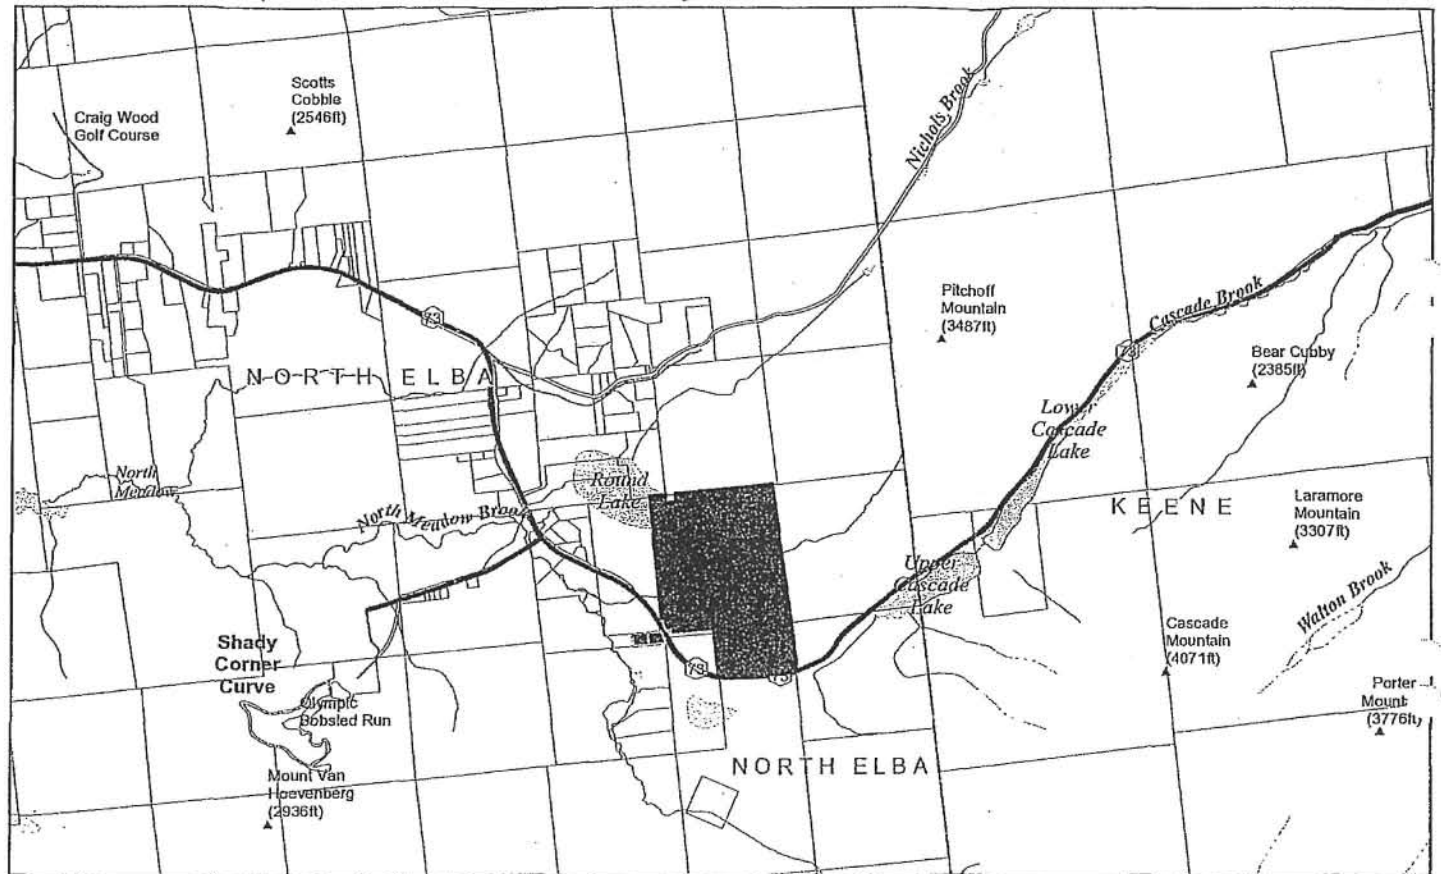 Scotts
Cobble
(2546ft)
Craig Wood
Golf Course
Nichols Brook
Pitchoff
Mountain
(3487ft)
Cascade Brook
73
73
Bear Cubby
(2385ft)
NORTH ELBA
Lower
Cascade
Lake
North
Meadow
Round
Lake
North Meadow Brook
KEENE
Laramore
Mountain
(3307ft)
Upper
Cascade
Lake
Walton Brook
Cascade
Mountain
(4071ft)
Shady
Corner
Curve
73
73
Olympic
Bobsled Run
Porter
Mount
(3776ft)
NORTH ELBA
Mount Van
Hoevenberg
(2936ft)